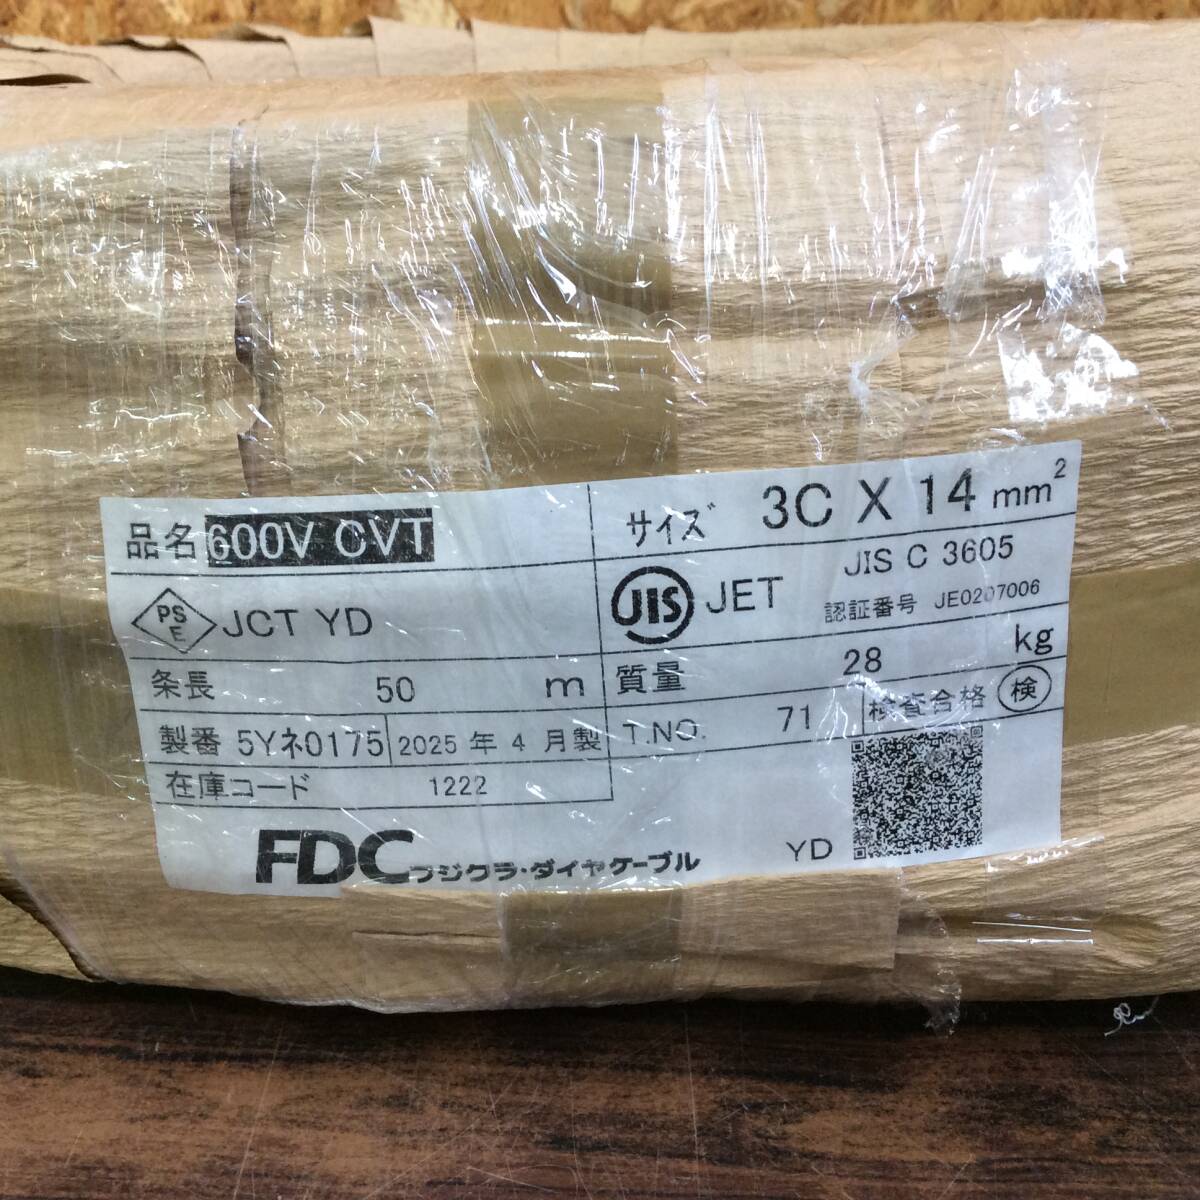 品名 600V CVT
サイズ 3C X 14 mm²
PS E JCT YD
JIS JET JIS C 3605
認証番号 JE0207006
条長 50 m
質量 28 kg
製番 5Yネ0175 2025 年 4 月製
T.NO. 71 検査合格 検
在庫コード 1222
FDC フジクラ・ダイヤケーブル
YD